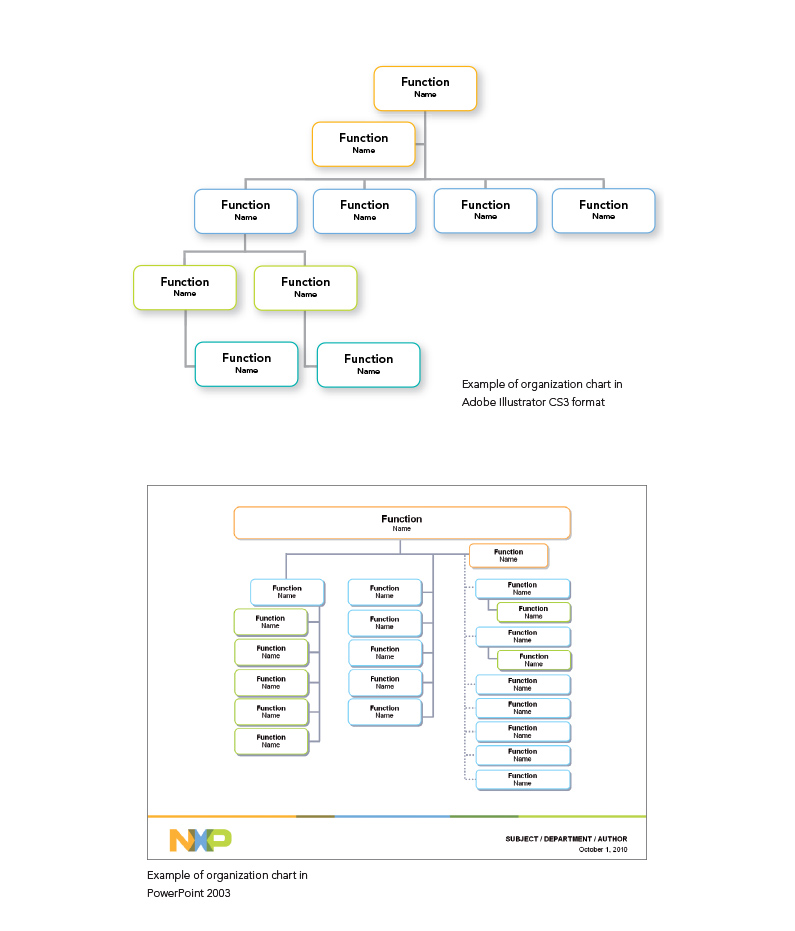 Function
Name
Function
Name
Function
Name
Function
Name
Function
Name
Function
Name
Function
Name
Function
Name
Function
Name
Function
Name
Example of organization chart in
Adobe Illustrator CS3 format
Function
Name
Function
Name
Function
Name
Function
Name
Function
Name
Function
Name
Function
Name
Function
Name
Function
Name
Function
Name
Function
Name
Function
Name
Function
Name
Function
Name
Function
Name
Function
Name
Function
Name
Function
Name
Function
Name
Function
Name
Function
Name
Function
Name
NXP
SUBJECT / DEPARTMENT / AUTHOR
October 1, 2010
Example of organization chart in
PowerPoint 2003